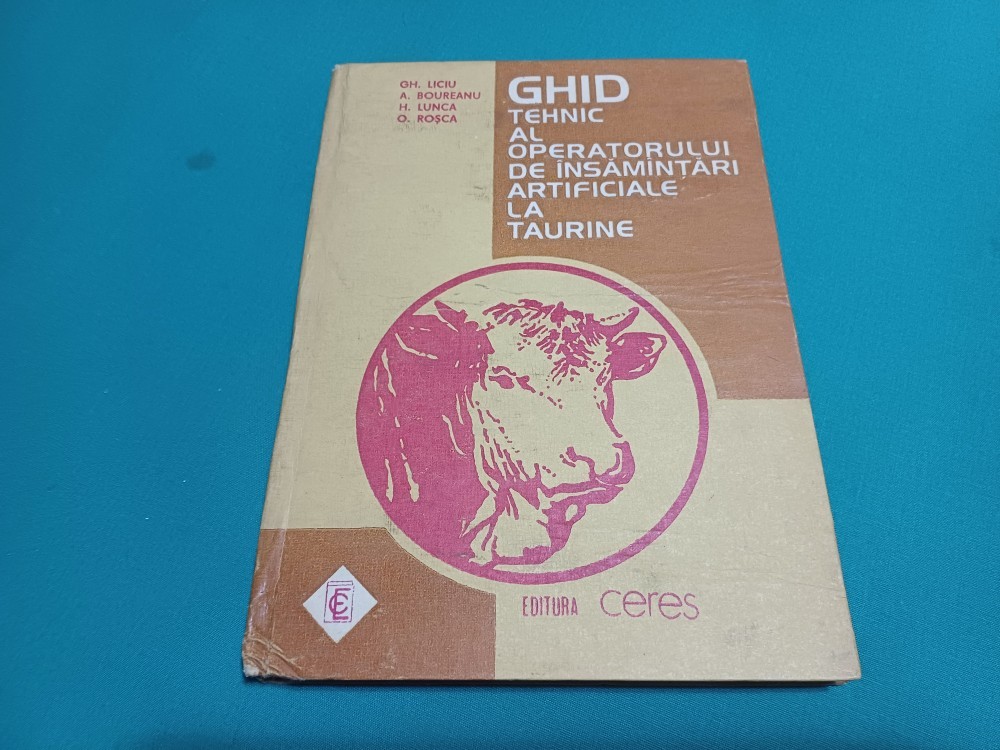 GH. LICIU
A. BOUREANU
H. LUNCA
O. ROȘCA
GHID
TEHNIC
AL
OPERATORULUI
DE ÎNSĂMÎNȚĂRI
ARTIFICIALE
LA
TAURINE
EDITURA ceres